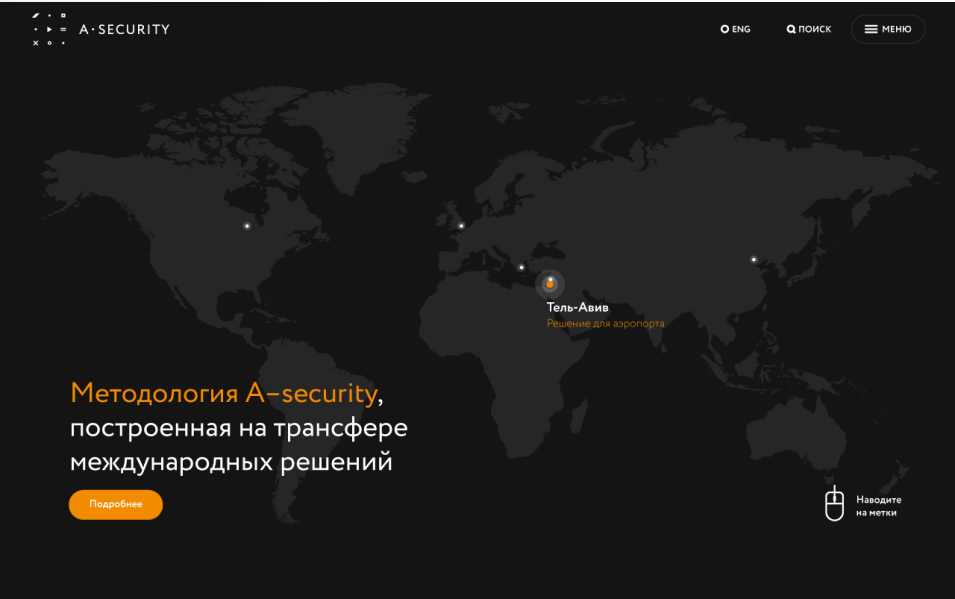 A·SECURITY
ENG
ПОИСК
МЕНЮ
Тель-Авив
Решение для аэропорта
Методология A–security,
построенная на трансфере
международных решений
Подробнее
Наводите
на метки